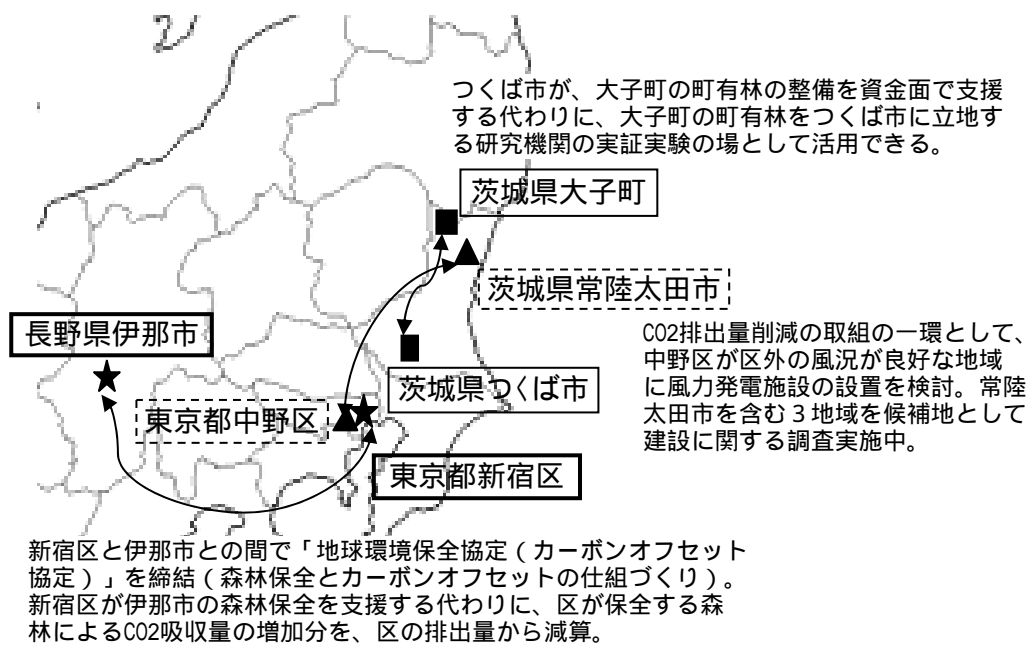 つくば市が、大子町の町有林の整備を資金面で支援
する代わりに、大子町の町有林をつくば市に立地す
る研究機関の実証実験の場として活用できる。
茨城県大子町
茨城県常陸太田市
長野県伊那市
CO2排出量削減の取組の一環として、
中野区が区外の風況が良好な地域
に風力発電施設の設置を検討。常陸
太田市を含む3地域を候補地として
建設に関する調査実施中。
茨城県つくば市
東京都中野区
東京都新宿区
新宿区と伊那市との間で「地球環境保全協定(カーボンオフセット
協定)」を締結(森林保全とカーボンオフセットの仕組づくり)。
新宿区が伊那市の森林保全を支援する代わりに、区が保全する森
林によるCO2吸収量の増加分を、区の排出量から減算。